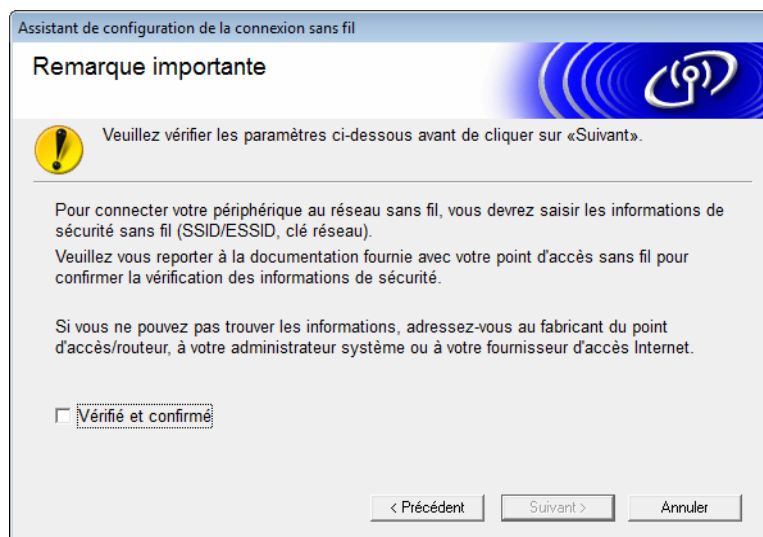 Assistant de configuration de la connexion sans fil
Remarque importante
Veuillez vérifier les paramètres ci-dessous avant de cliquer sur «Suivant».
Pour connecter votre périphérique au réseau sans fil, vous devrez saisir les informations de
sécurité sans fil (SSID/ESSID, clé réseau).
Veuillez vous reporter à la documentation fournie avec votre point d'accès sans fil pour
confirmer la vérification des informations de sécurité.
Si vous ne pouvez pas trouver les informations, adressez-vous au fabricant du point
d'accès/routeur, à votre administrateur système ou à votre fournisseur d'accès Internet.
Vérifié et confirmé
< Précédent
Suivant >
Annuler